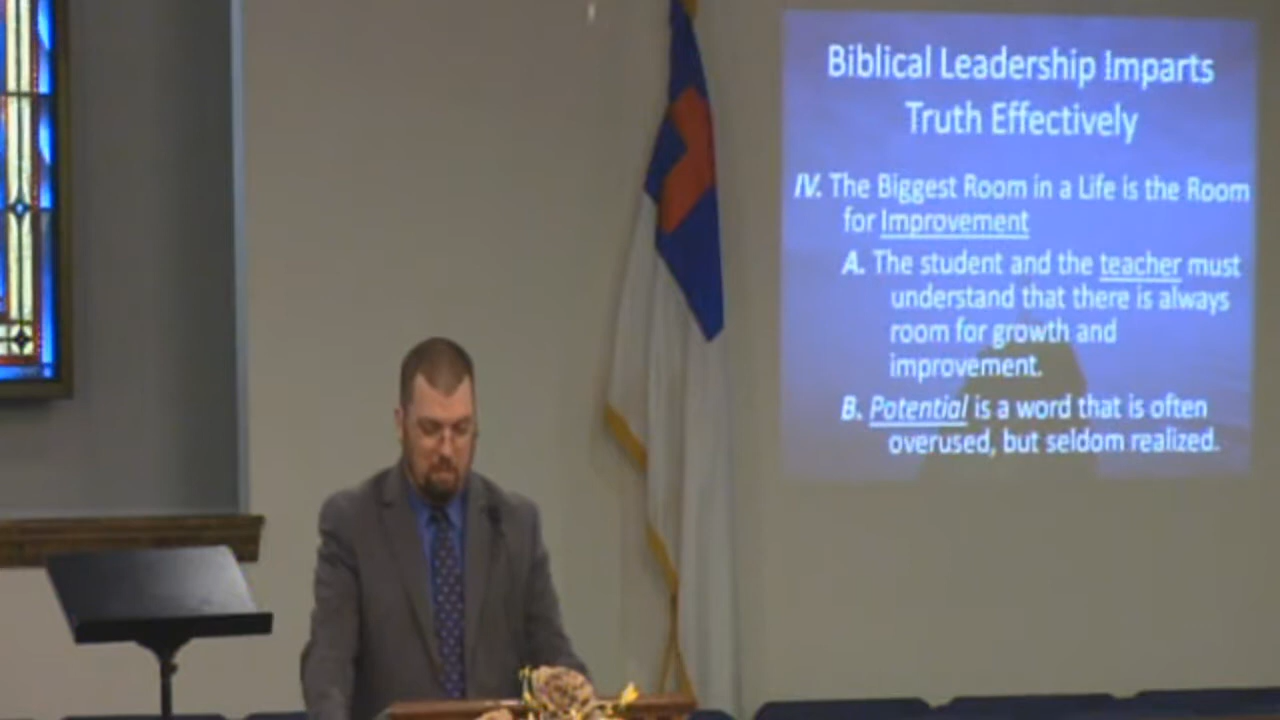 Biblical Leadership Imparts
Truth Effectively
IV. The Biggest Room in a Life is the Room
for Improvement
A. The student and the teacher must
understand that there is always
room for growth and
improvement.
B. Potential is a word that is often
overused, but seldom realized.